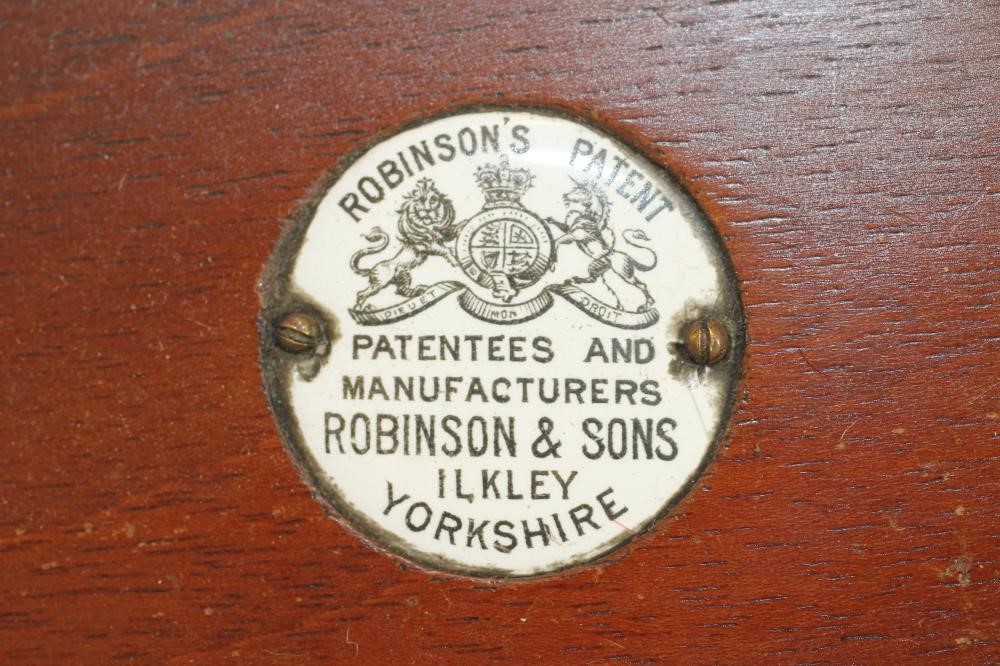 ROBINSON'S PATENT
DIEU ET MON DROIT
PATENTEES AND
MANUFACTURERS
ROBINSON & SONS
ILKLEY
YORKSHIRE